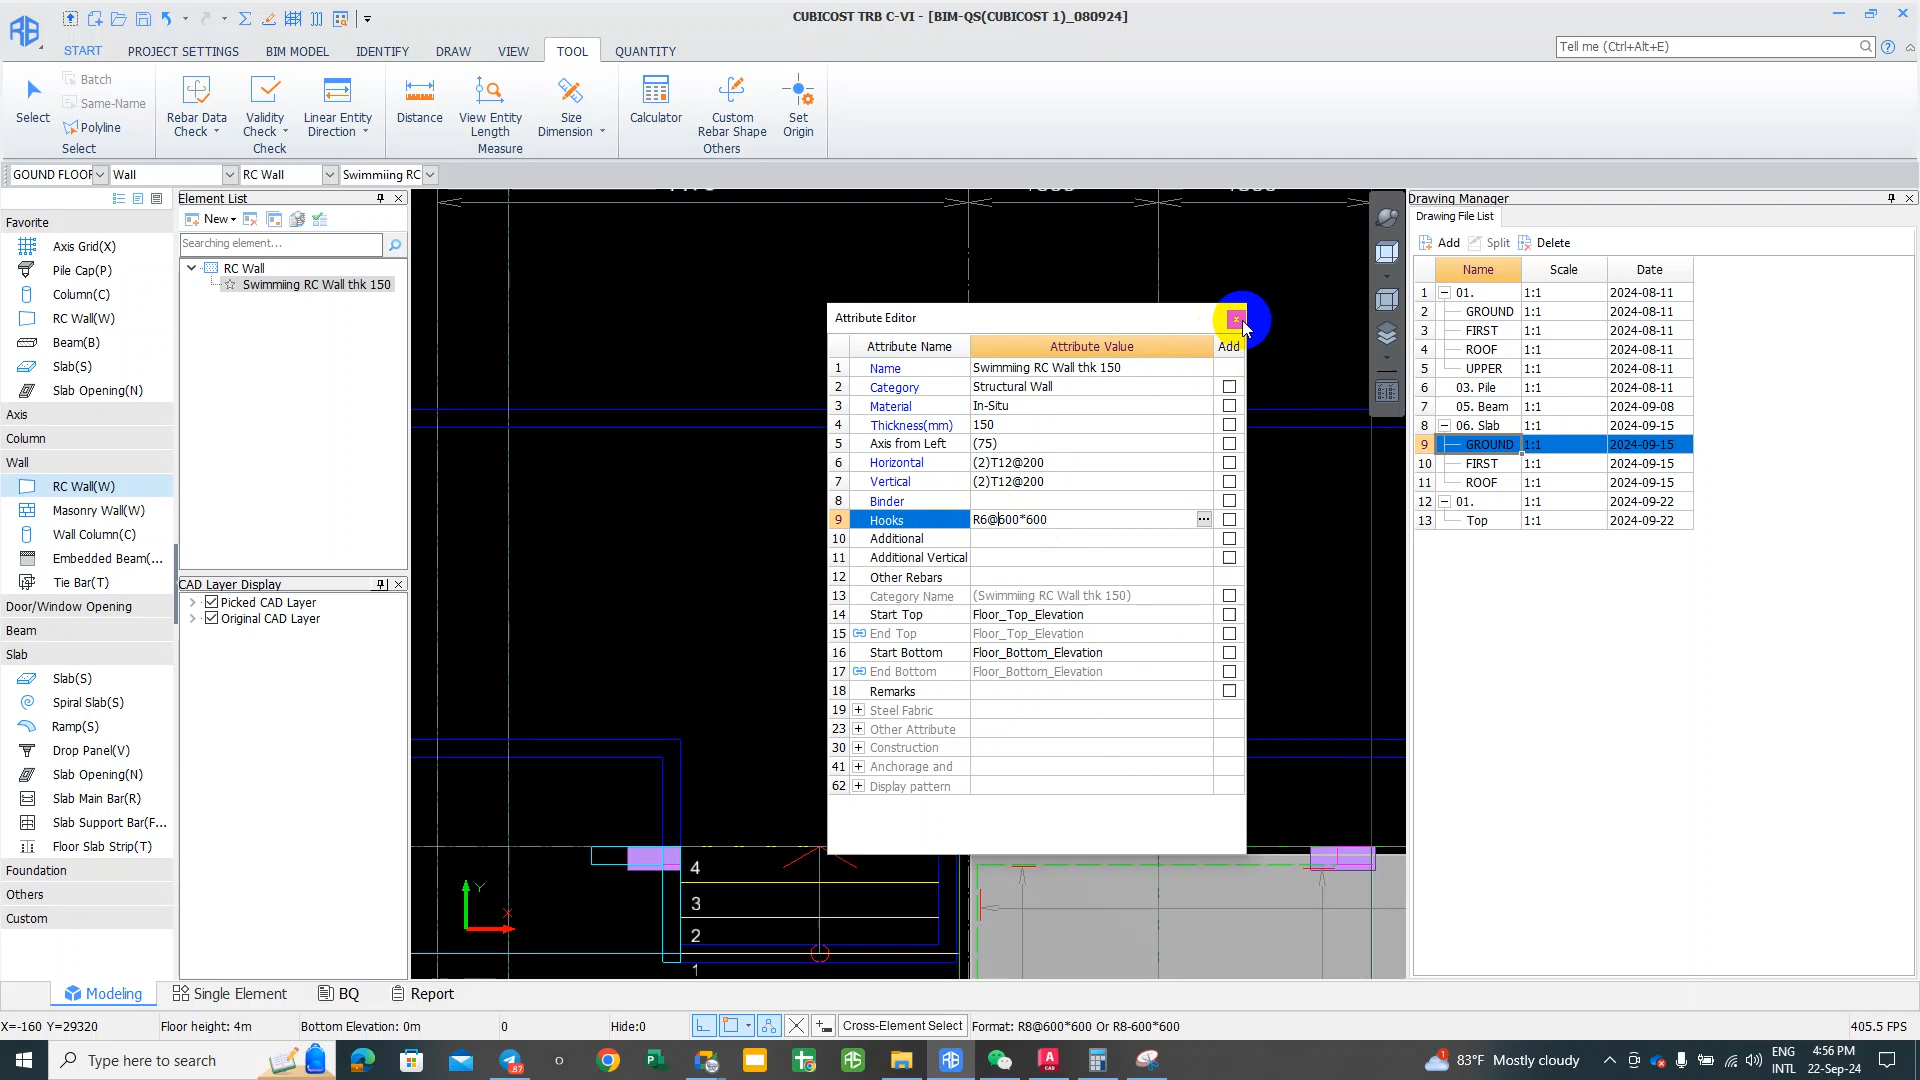 CUBICOST TRB C-VI - [BIM-QS(CUBICOST 1)_080924]
START PROJECT SETTINGS BIM MODEL IDENTIFY DRAW VIEW TOOL QUANTITY
Tell me (Ctrl+Alt+E)
Select
Batch
Same-Name
Polyline
Select
Rebar Data Check
Validity Check
Linear Entity Direction
Check
Distance
View Entity Length
Size Dimension
Measure
Calculator
Custom Rebar Shape
Set Origin
Others
GOUND FLOOR Wall RC Wall Swimmiing RC
Favorite
Axis Grid(X)
Pile Cap(P)
Column(C)
RC Wall(W)
Beam(B)
Slab(S)
Slab Opening(N)
Axis
Column
Wall
RC Wall(W)
Masonry Wall(W)
Wall Column(C)
Embedded Beam(...
Tie Bar(T)
Door/Window Opening
Beam
Slab
Slab(S)
Spiral Slab(S)
Ramp(S)
Drop Panel(V)
Slab Opening(N)
Slab Main Bar(R)
Slab Support Bar(F...
Floor Slab Strip(T)
Foundation
Others
Custom
Element List
New
Searching element...
RC Wall
Swimmiing RC Wall thk 150
CAD Layer Display
Picked CAD Layer
Original CAD Layer
Attribute Editor
Attribute Name Attribute Value Add
1 Name Swimmiing RC Wall thk 150
2 Category Structural Wall
3 Material In-Situ
4 Thickness(mm) 150
5 Axis from Left (75)
6 Horizontal (2)T12@200
7 Vertical (2)T12@200
8 Binder
9 Hooks R6@600*600 ...
10 Additional
11 Additional Vertical
12 Other Rebars
13 Category Name (Swimmiing RC Wall thk 150)
14 Start Top Floor_Top_Elevation
15 End Top Floor_Top_Elevation
16 Start Bottom Floor_Bottom_Elevation
17 End Bottom Floor_Bottom_Elevation
18 Remarks
19 Steel Fabric
23 Other Attribute
30 Construction
41 Anchorage and
62 Display pattern
4
3
2
1
Y
X
Drawing Manager
Drawing File List
Add Split Delete
Name Scale Date
1 01. 1:1 2024-08-11
2 GROUND 1:1 2024-08-11
3 FIRST 1:1 2024-08-11
4 ROOF 1:1 2024-08-11
5 UPPER 1:1 2024-08-11
6 03. Pile 1:1 2024-08-11
7 05. Beam 1:1 2024-09-08
8 06. Slab 1:1 2024-09-15
9 GROUND 1:1 2024-09-15
10 FIRST 1:1 2024-09-15
11 ROOF 1:1 2024-09-15
12 01. 1:1 2024-09-22
13 Top 1:1 2024-09-22
Modeling Single Element BQ Report
X=-160 Y=29320 Floor height: 4m Bottom Elevation: 0m 0 Hide:0 Cross-Element Select Format: R8@600*600 Or R8-600*600 405.5 FPS
Type here to search
83°F Mostly cloudy
ENG
INTL
4:56 PM
22-Sep-24